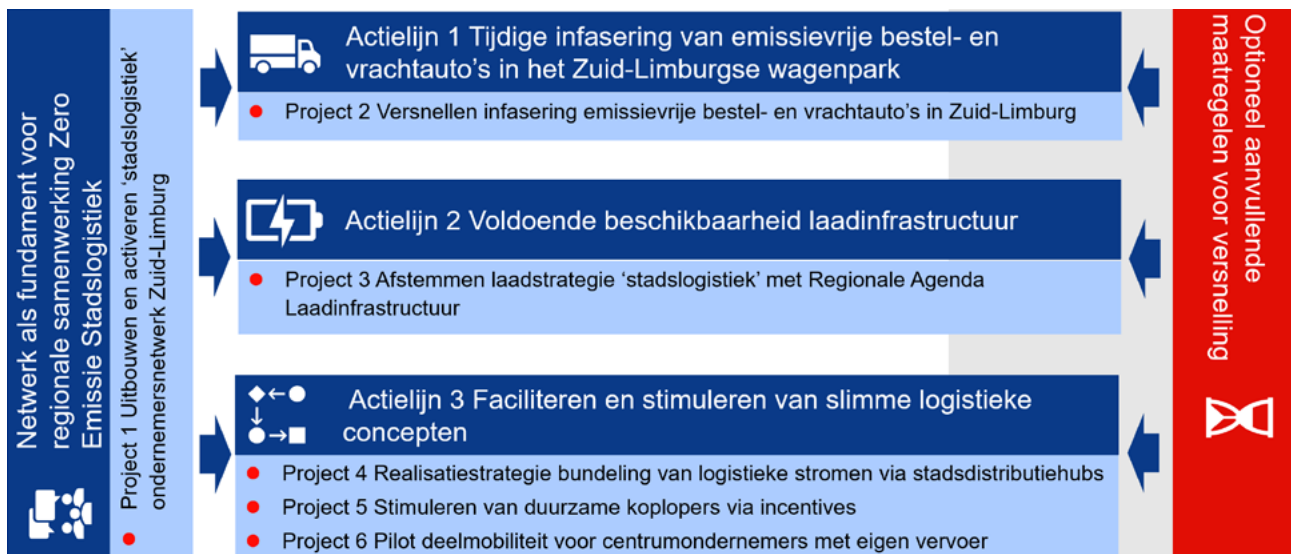 Netwerk als fundament voor
regionale samenwerking Zero
Emissie Stadslogistiek
Project 1 Uitbouwen en activeren ‘stadslogistiek’
ondernemersnetwerk Zuid-Limburg
Actielijn 1 Tijdige infasering van emissievrije bestel- en
vrachtauto’s in het Zuid-Limburgse wagenpark
Project 2 Versnellen infasering emissievrije bestel- en vrachtauto’s in Zuid-Limburg
Actielijn 2 Voldoende beschikbaarheid laadinfrastructuur
Project 3 Afstemmen laadstrategie ‘stadslogistiek’ met Regionale Agenda
Laadinfrastructuur
Actielijn 3 Faciliteren en stimuleren van slimme logistieke
concepten
Project 4 Realisatiestrategie bundeling van logistieke stromen via stadsdistributiehubs
Project 5 Stimuleren van duurzame koplopers via incentives
Project 6 Pilot deelmobiliteit voor centrumondernemers met eigen vervoer
Optioneel aanvullende
maatregelen voor versnelling